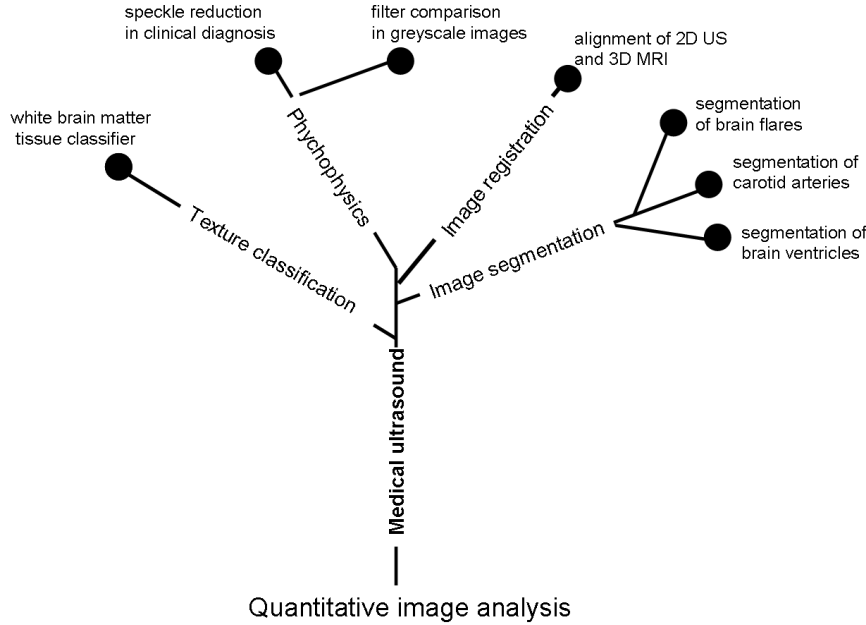 speckle reduction
in clinical diagnosis
filter comparison
in greyscale images
alignment of 2D US
and 3D MRI
white brain matter
tissue classifier
segmentation
of brain flares
segmentation of
carotid arteries
segmentation of
brain ventricles
Phychophysics
Image registration
Texture classification
Image segmentation
Medical ultrasound
Quantitative image analysis